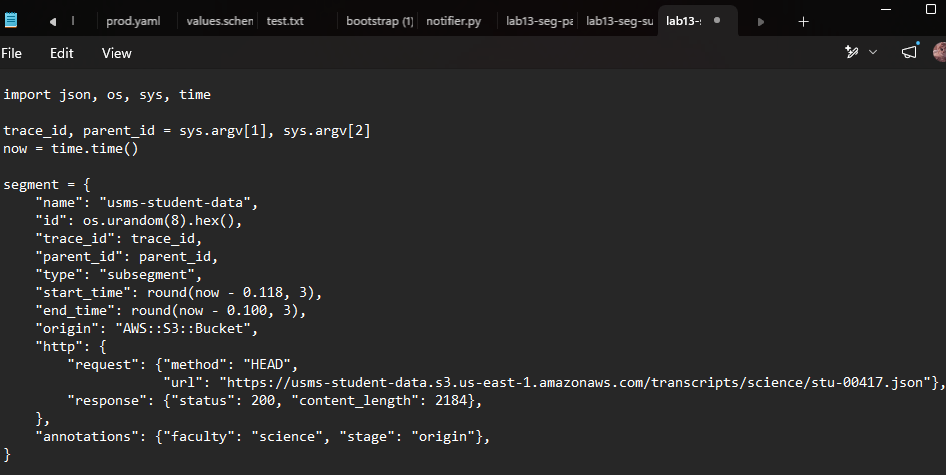 prod.yaml values.schen test.txt bootstrap (1) notifier.py lab13-seg-pa lab13-seg-su lab13-s
File Edit View
import json, os, sys, time
trace_id, parent_id = sys.argv[1], sys.argv[2]
now = time.time()
segment = {
"name": "usms-student-data",
"id": os.urandom(8).hex(),
"trace_id": trace_id,
"parent_id": parent_id,
"type": "subsegment",
"start_time": round(now - 0.118, 3),
"end_time": round(now - 0.100, 3),
"origin": "AWS::S3::Bucket",
"http": {
"request": {"method": "HEAD",
"url": "https://usms-student-data.s3.us-east-1.amazonaws.com/transcripts/science/stu-00417.json"},
"response": {"status": 200, "content_length": 2184},
},
"annotations": {"faculty": "science", "stage": "origin"},
}